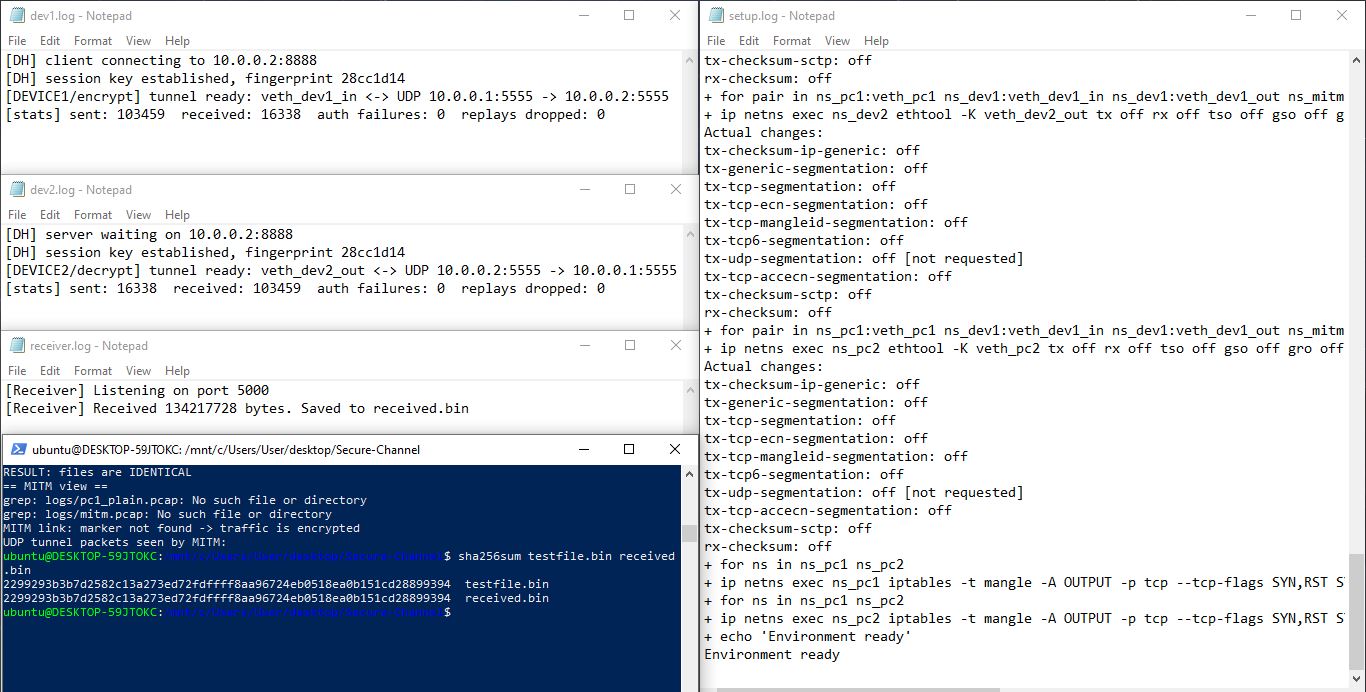 dev1.log - Notepad
File Edit Format View Help
[DH] client connecting to 10.0.0.2:8888
[DH] session key established, fingerprint 28cc1d14
[DEVICE1/encrypt] tunnel ready: veth_dev1_in <-> UDP 10.0.0.1:5555 -> 10.0.0.2:5555
[stats] sent: 103459  received: 16338  auth failures: 0  replays dropped: 0
dev2.log - Notepad
File Edit Format View Help
[DH] server waiting on 10.0.0.2:8888
[DH] session key established, fingerprint 28cc1d14
[DEVICE2/decrypt] tunnel ready: veth_dev2_out <-> UDP 10.0.0.2:5555 -> 10.0.0.1:5555
[stats] sent: 16338  received: 103459  auth failures: 0  replays dropped: 0
receiver.log - Notepad
File Edit Format View Help
[Receiver] Listening on port 5000
[Receiver] Received 134217728 bytes. Saved to received.bin
ubuntu@DESKTOP-59JTOKC: /mnt/c/Users/User/desktop/Secure-Channel
RESULT: files are IDENTICAL
== MITM view ==
grep: logs/pc1_plain.pcap: No such file or directory
grep: logs/mitm.pcap: No such file or directory
MITM link: marker not found -> traffic is encrypted
UDP tunnel packets seen by MITM:
ubuntu@DESKTOP-59JTOKC:/mnt/c/Users/User/desktop/Secure-Channel$ sha256sum testfile.bin received
.bin
2299293b3b7d2582c13a273ed72fdffff8aa96724eb0518ea0b151cd28899394  testfile.bin
2299293b3b7d2582c13a273ed72fdffff8aa96724eb0518ea0b151cd28899394  received.bin
ubuntu@DESKTOP-59JTOKC:/mnt/c/Users/User/desktop/Secure-Channel$
setup.log - Notepad
File Edit Format View Help
tx-checksum-sctp: off
rx-checksum: off
+ for pair in ns_pc1:veth_pc1 ns_dev1:veth_dev1_in ns_dev1:veth_dev1_out ns_mitm
+ ip netns exec ns_dev2 ethtool -K veth_dev2_out tx off rx off tso off gso off g
Actual changes:
tx-checksum-ip-generic: off
tx-generic-segmentation: off
tx-tcp-segmentation: off
tx-tcp-ecn-segmentation: off
tx-tcp-mangleid-segmentation: off
tx-tcp6-segmentation: off
tx-udp-segmentation: off [not requested]
tx-tcp-accecn-segmentation: off
tx-checksum-sctp: off
rx-checksum: off
+ for pair in ns_pc1:veth_pc1 ns_dev1:veth_dev1_in ns_dev1:veth_dev1_out ns_mitm
+ ip netns exec ns_pc2 ethtool -K veth_pc2 tx off rx off tso off gso off gro off
Actual changes:
tx-checksum-ip-generic: off
tx-generic-segmentation: off
tx-tcp-segmentation: off
tx-tcp-ecn-segmentation: off
tx-tcp-mangleid-segmentation: off
tx-tcp6-segmentation: off
tx-udp-segmentation: off [not requested]
tx-tcp-accecn-segmentation: off
tx-checksum-sctp: off
rx-checksum: off
+ for ns in ns_pc1 ns_pc2
+ ip netns exec ns_pc1 iptables -t mangle -A OUTPUT -p tcp --tcp-flags SYN,RST S
+ for ns in ns_pc1 ns_pc2
+ ip netns exec ns_pc2 iptables -t mangle -A OUTPUT -p tcp --tcp-flags SYN,RST S
+ echo 'Environment ready'
Environment ready